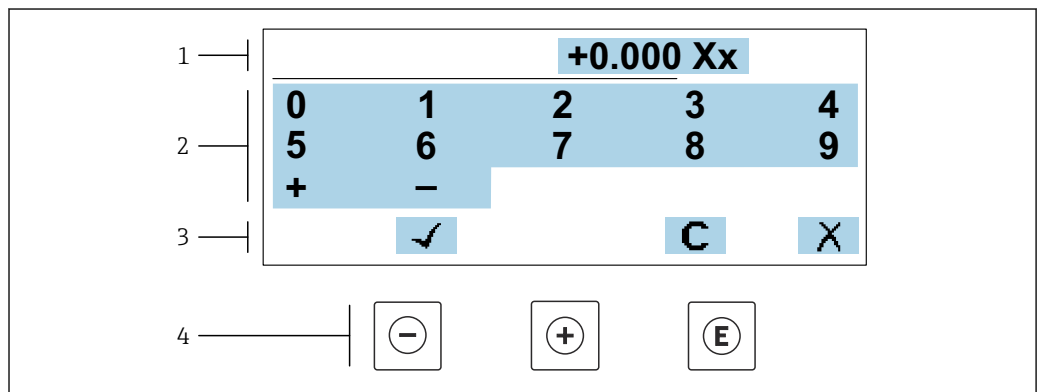 1 +0.000 Xx
0 1 2 3 4
2 5 6 7 8 9
+ −
3 ✓ C X
4 − + E